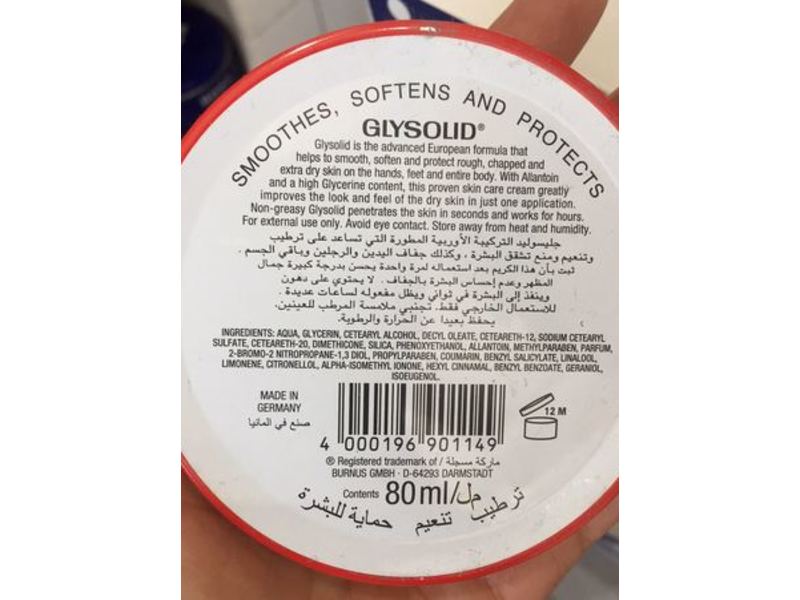 SMOOTHES, SOFTENS AND PROTECTS
GLYSOLID®
Glysolid is the advanced European formula that
helps to smooth, soften and protect rough, chapped and
extra dry skin on the hands, feet and entire body. With Allantoin
and a high Glycerine content, this proven skin care cream greatly
improves the look and feel of the dry skin in just one application.
Non-greasy Glysolid penetrates the skin in seconds and works for hours.
For external use only. Avoid eye contact. Store away from heat and humidity.
جليسوليد التركيبة الأوربية المطورة التي تساعد على ترطيب
وتنعيم ومنع تشقق البشرة ، وكذلك جفاف اليدين والرجلين وباقي الجسم .
ثبت بأن هذا الكريم بعد استعماله لمرة واحدة يحسن بدرجة كبيرة جمال
المظهر وعدم إحساس البشرة بالجفاف . لا يحتوي على دهون
وينفذ إلى البشرة في ثواني ويظل مفعوله لساعات عديدة .
للاستعمال الخارجي فقط. تجنبي ملامسة المرطب للعينين.
يحفظ بعيدا عن الحرارة والرطوبة.
INGREDIENTS: AQUA, GLYCERIN, CETEARYL ALCOHOL, DECYL OLEATE, CETEARETH-12, SODIUM CETEARYL
SULFATE, CETEARETH-20, DIMETHICONE, SILICA, PHENOXYETHANOL, ALLANTOIN, METHYLPARABEN, PARFUM,
2-BROMO-2 NITROPROPANE-1,3 DIOL, PROPYLPARABEN, COUMARIN, BENZYL SALICYLATE, LINALOOL,
LIMONENE, CITRONELLOL, ALPHA-ISOMETHYL IONONE, HEXYL CINNAMAL, BENZYL BENZOATE, GERANIOL,
ISOEUGENOL.
MADE IN
GERMANY
صنع في المانيا
12 M
4 000196 901149
® Registered trademark of / ماركة مسجلة
BURNUS GMBH · D-64293 DARMSTADT
Contents 80 ml/مل
ترطيب تنعيم حماية للبشرة